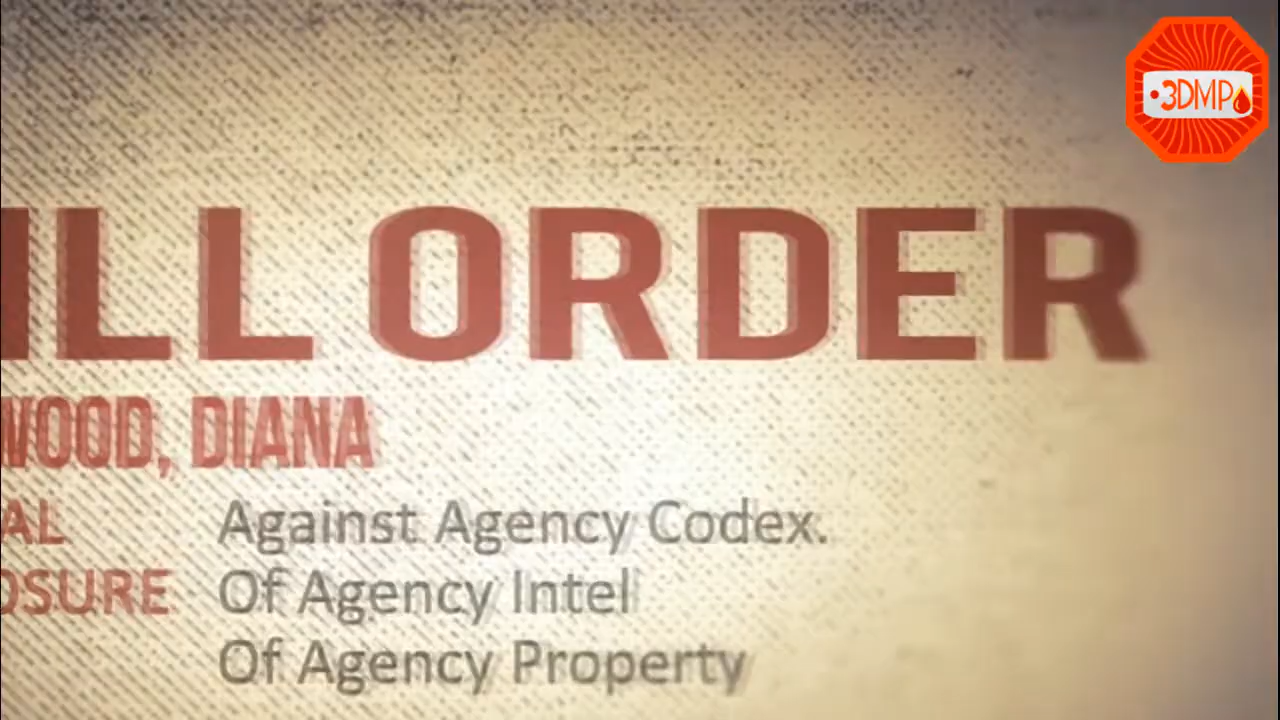 3DMP
ILL ORDER
WOOD, DIANA
AL Against Agency Codex.
OSURE Of Agency Intel
Of Agency Property